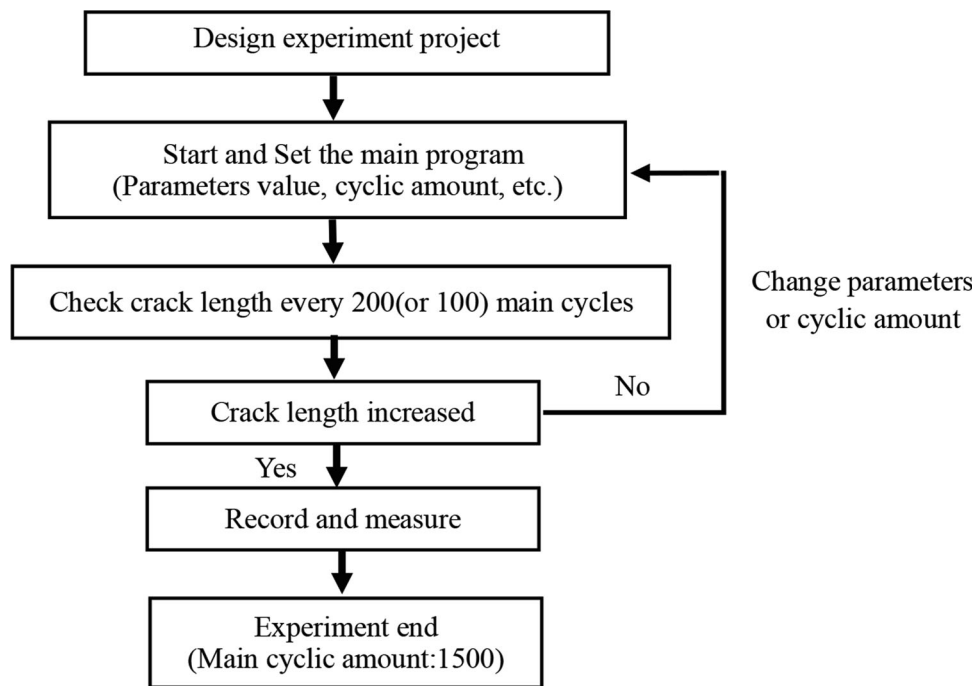 Design experiment project
Start and Set the main program
(Parameters value, cyclic amount, etc.)
Check crack length every 200(or 100) main cycles
Change parameters
or cyclic amount
No
Crack length increased
Yes
Record and measure
Experiment end
(Main cyclic amount:1500)